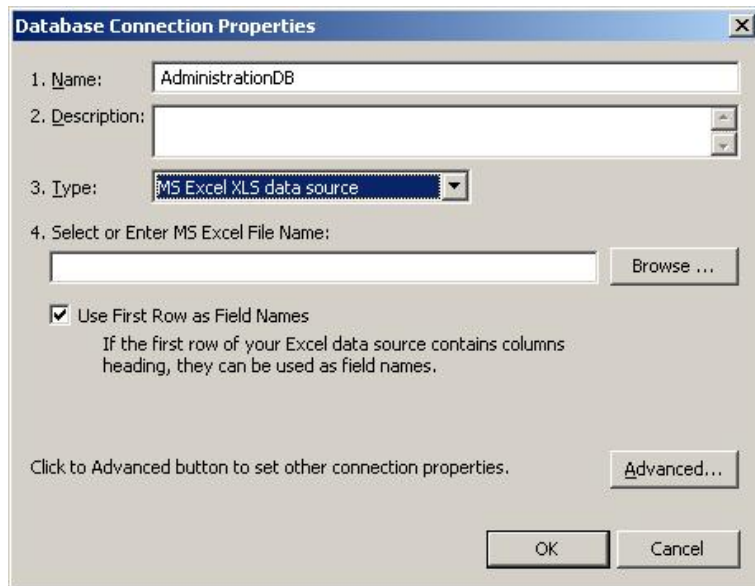 Database Connection Properties
1. Name: AdministrationDB
2. Description:
3. Type: MS Excel XLS data source
4. Select or Enter MS Excel File Name:
Browse ...
Use First Row as Field Names
If the first row of your Excel data source contains columns
heading, they can be used as field names.
Click to Advanced button to set other connection properties. Advanced...
OK Cancel